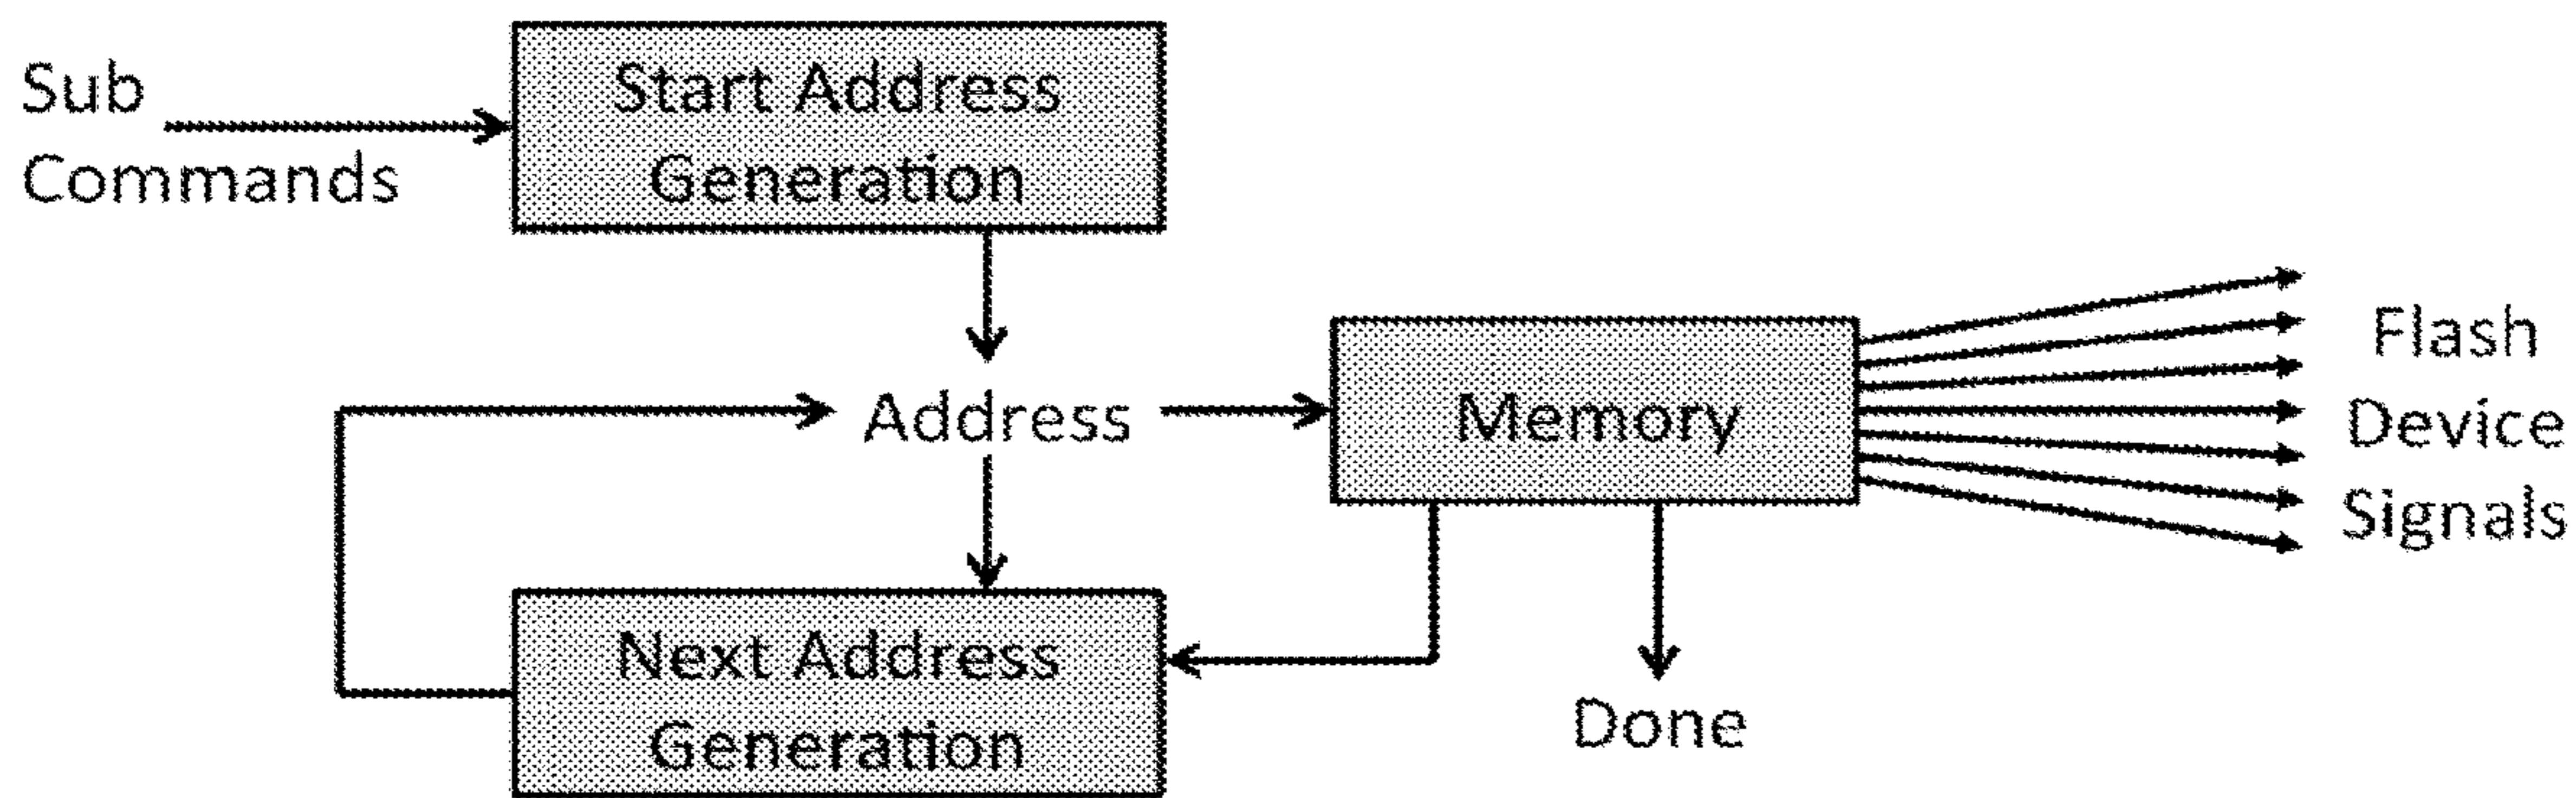 Sub
Commands
Start Address
Generation
Address
Memory
Flash
Device
Signals
Next Address
Generation
Done